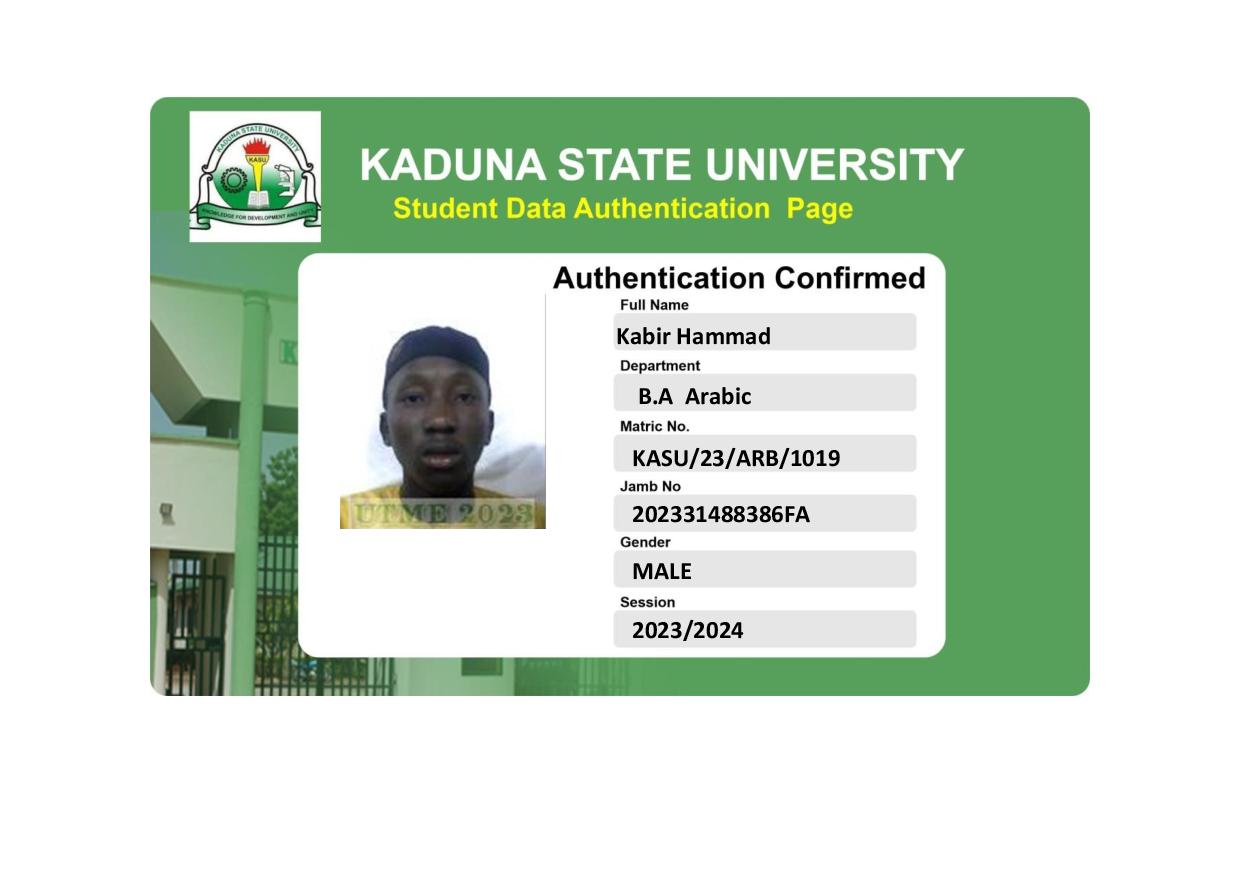 KADUNA STATE UNIVERSITY
KASU
KNOWLEDGE FOR DEVELOPMENT AND UNITY
KADUNA STATE UNIVERSITY
Student Data Authentication Page
Authentication Confirmed
Full Name
Kabir Hammad
Department
B.A Arabic
Matric No.
KASU/23/ARB/1019
Jamb No
202331488386FA
Gender
MALE
Session
2023/2024
UTME 2023
K